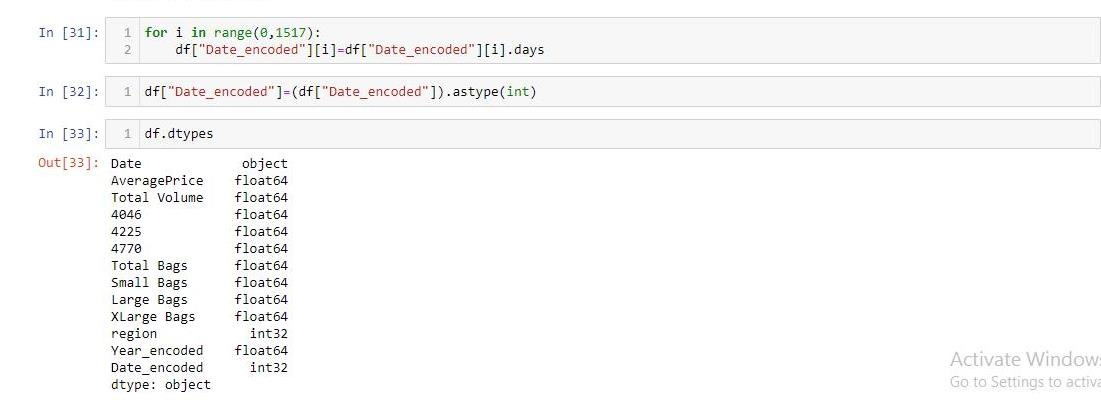 In [31]: 1 for i in range(0,1517):
2 df["Date_encoded"][i]=df["Date_encoded"][i].days
In [32]: 1 df["Date_encoded"]=(df["Date_encoded"]).astype(int)
In [33]: 1 df.dtypes
Out[33]: Date object
AveragePrice float64
Total Volume float64
4046 float64
4225 float64
4770 float64
Total Bags float64
Small Bags float64
Large Bags float64
XLarge Bags float64
region int32
Year_encoded float64
Date_encoded int32
dtype: object
Activate Windows
Go to Settings to activa